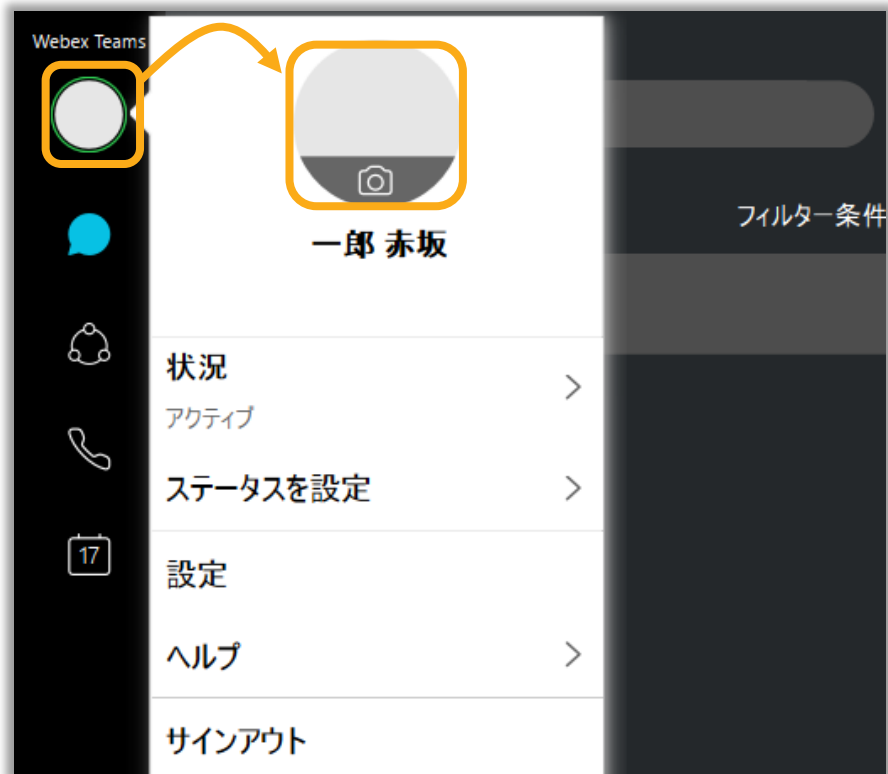 Webex Teams
一郎 赤坂
フィルター条件
状況
アクティブ
ステータスを設定
17
設定
ヘルプ
サインアウト